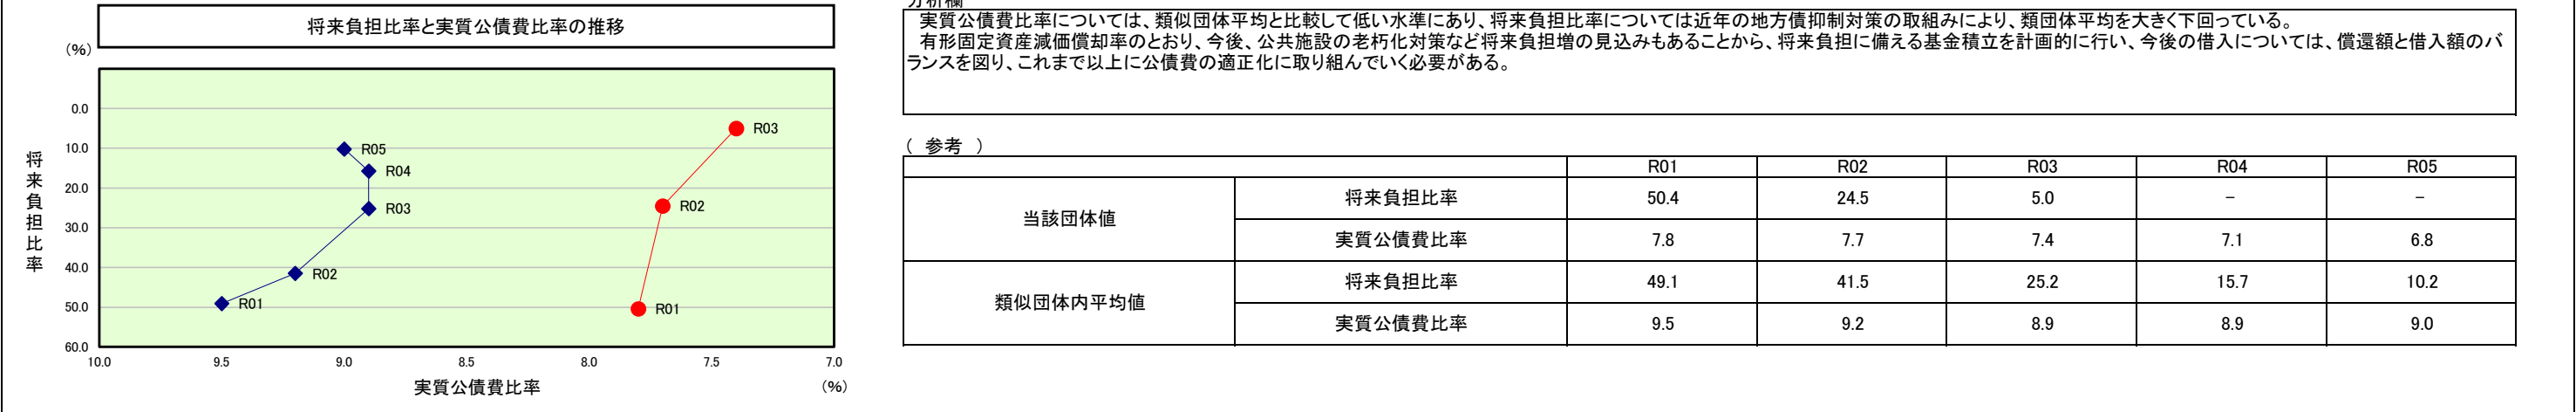 将来負担比率と実質公債費比率の推移
(%)
0.0
10.0
20.0
30.0
40.0
50.0
60.0
将来負担比率
R05
R04
R03
R02
R01
R03
R02
R01
10.0 9.5 9.0 8.5 8.0 7.5 7.0
実質公債費比率
(%)
分析欄
実質公債費比率については、類似団体平均と比較して低い水準にあり、将来負担比率については近年の地方債抑制対策の取組みにより、類団体平均を大きく下回っている。
有形固定資産減価償却率のとおり、今後、公共施設の老朽化対策など将来負担増の見込みもあることから、将来負担に備える基金積立を計画的に行い、今後の借入については、償還額と借入額のバ
ランスを図り、これまで以上に公債費の適正化に取り組んでいく必要がある。
( 参考 )
R01 R02 R03 R04 R05
当該団体値
将来負担比率 50.4 24.5 5.0 － －
実質公債費比率 7.8 7.7 7.4 7.1 6.8
類似団体内平均値
将来負担比率 49.1 41.5 25.2 15.7 10.2
実質公債費比率 9.5 9.2 8.9 8.9 9.0